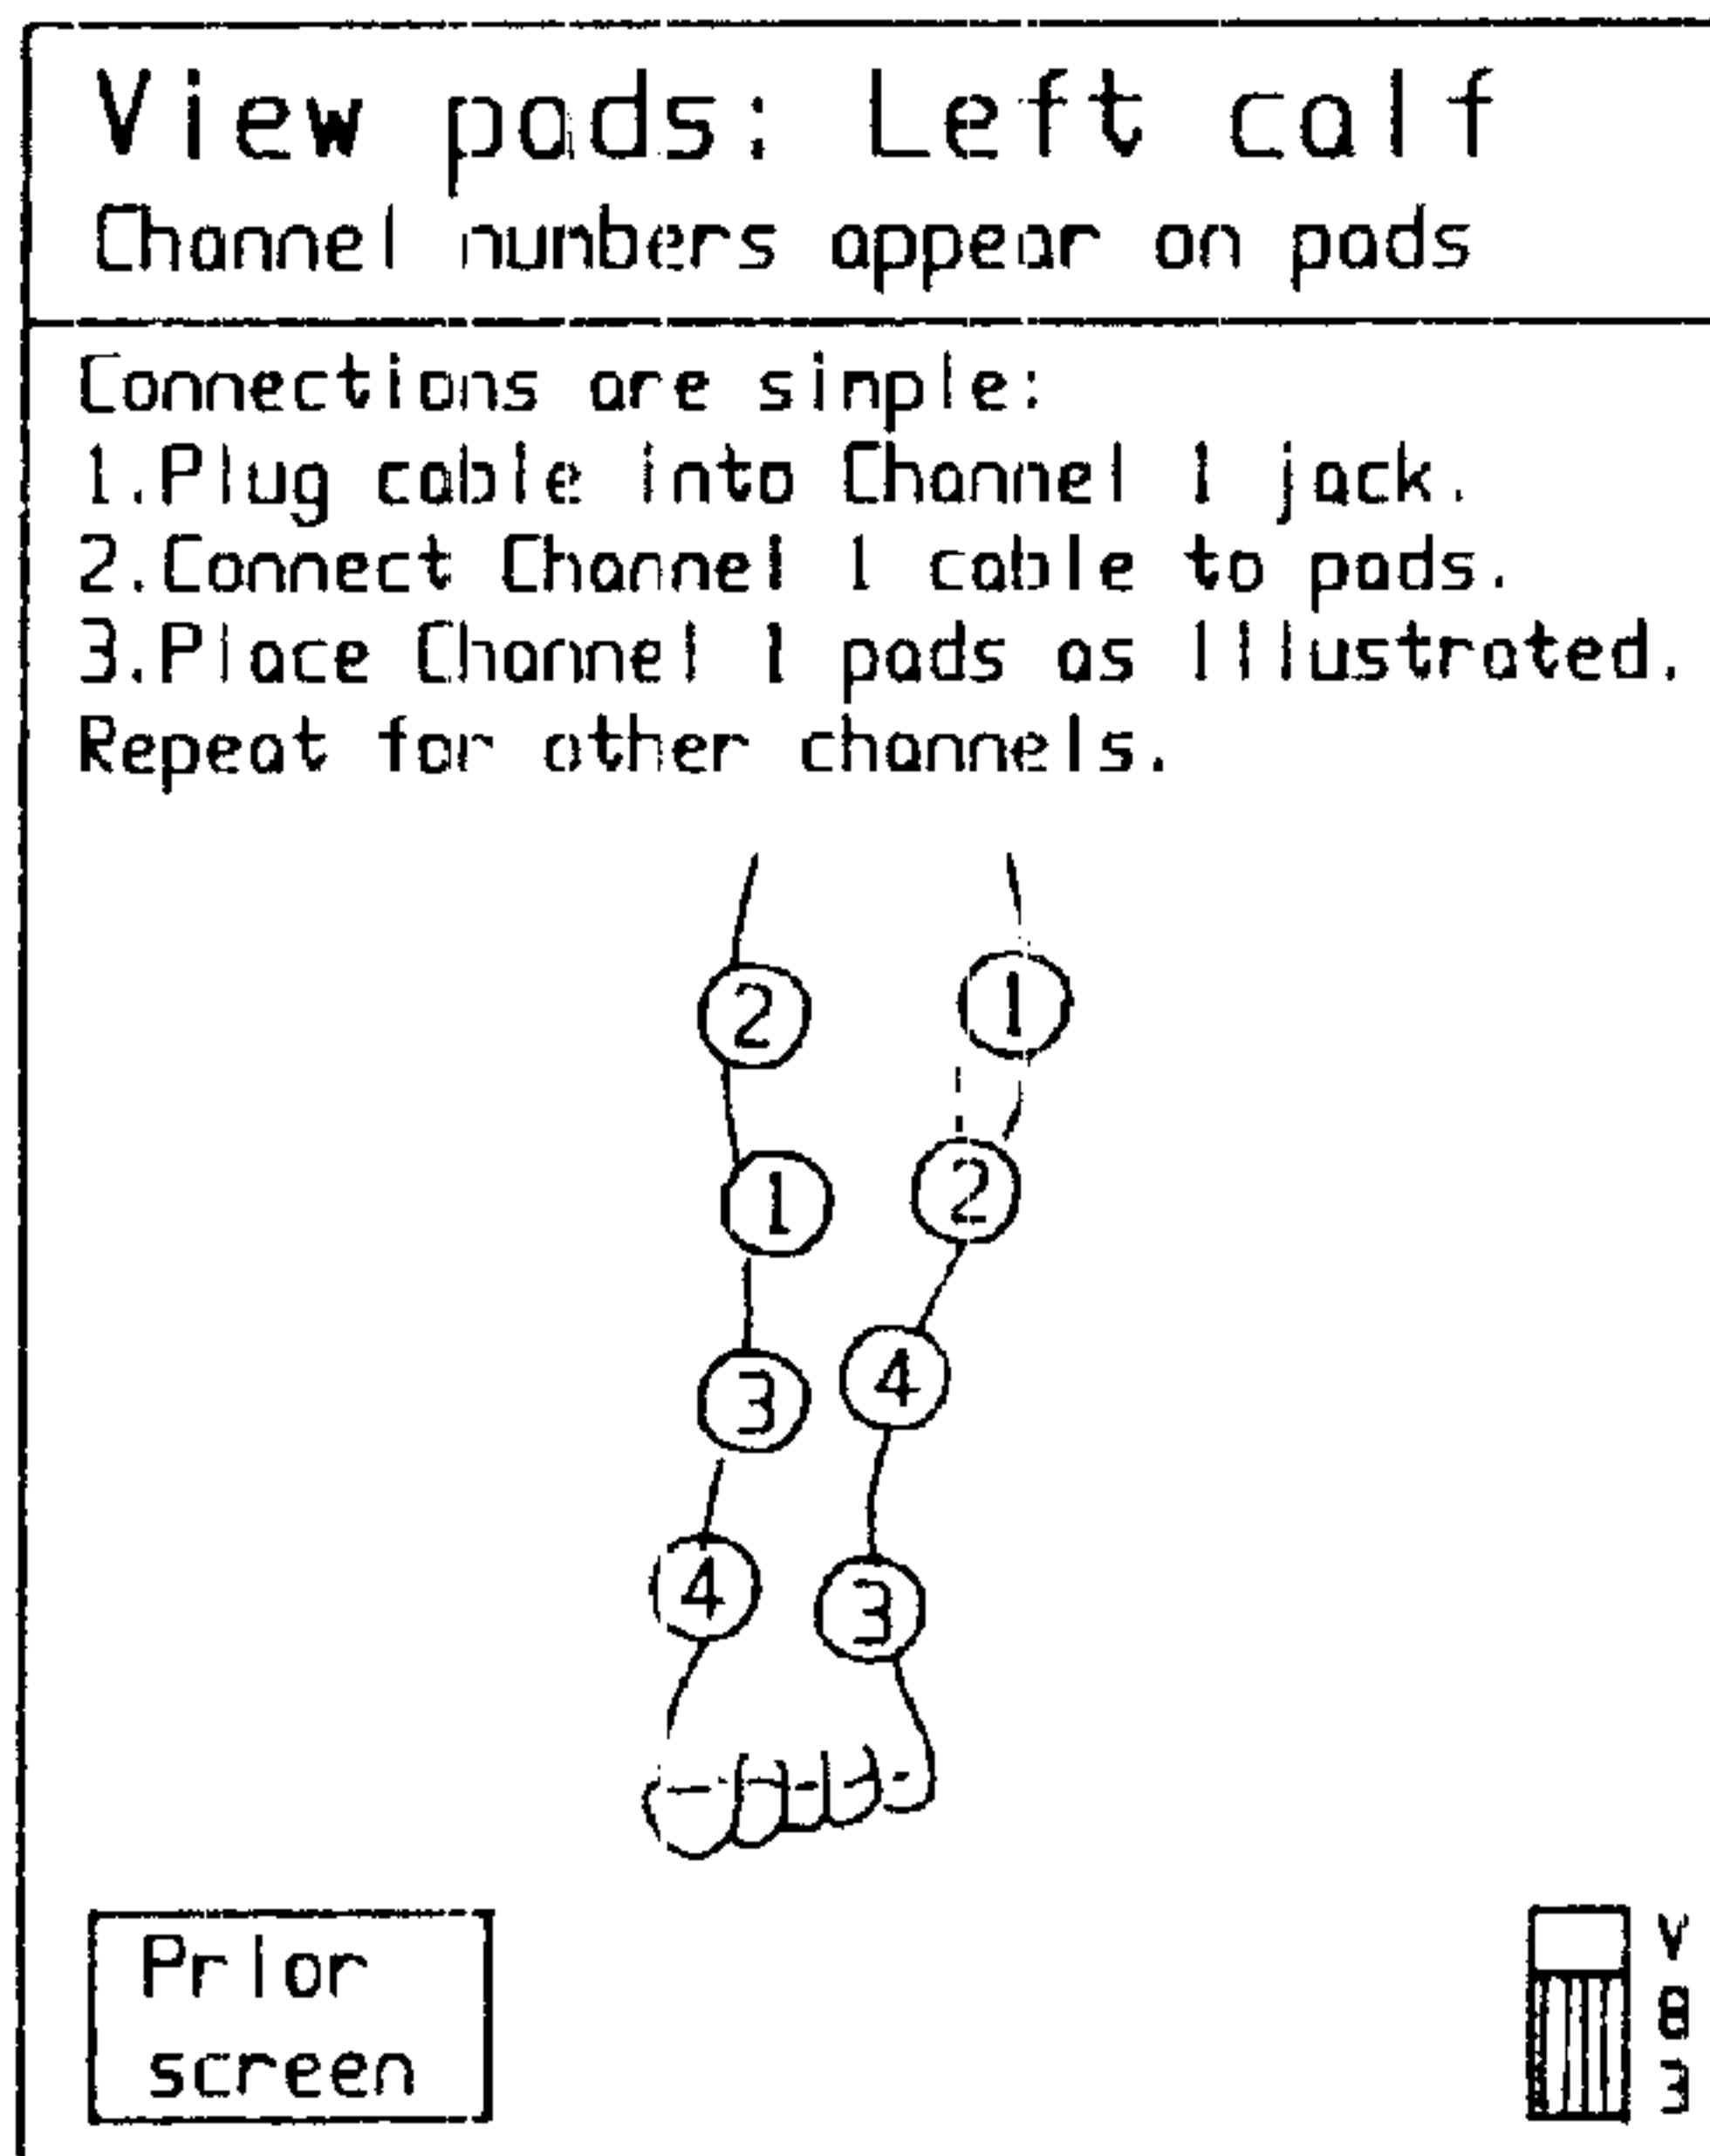 View pads: Left calf
Channel numbers appear on pads
Connections are simple:
1.Plug cable into Channel 1 jack.
2.Connect Channel 1 cable to pads.
3.Place Channel 1 pads as Illustrated.
Repeat for other channels.
2 1
1 2
3 4
4 3
Prior
screen
V
8
3